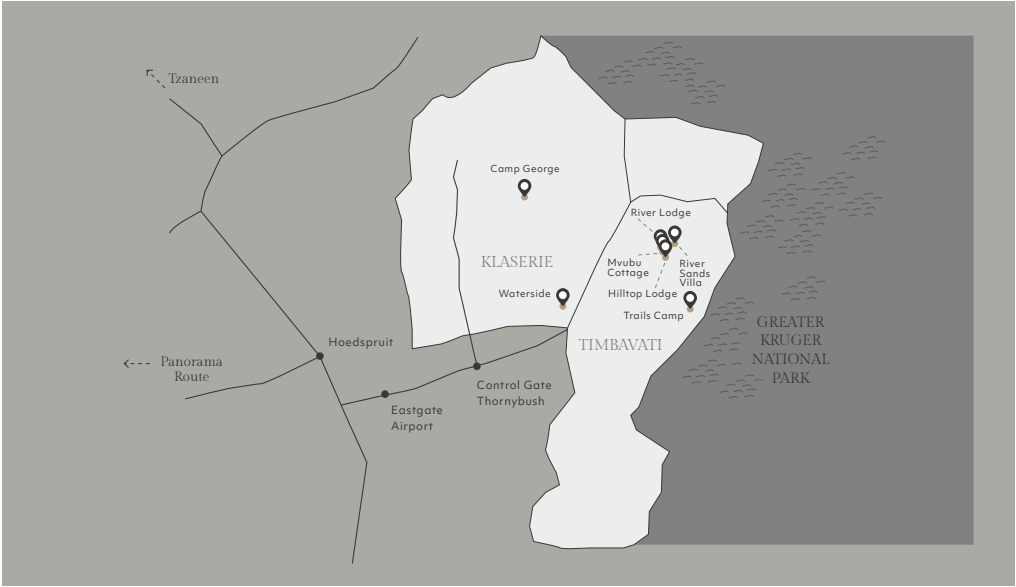 Tzaneen
Camp George
River Lodge
KLASERIE
Mvubu
Cottage
River
Sands
Villa
Waterside
Hilltop Lodge
Trails Camp
GREATER
KRUGER
NATIONAL
PARK
TIMBAVATI
Hoedspruit
Panorama
Route
Control Gate
Thornybush
Eastgate
Airport